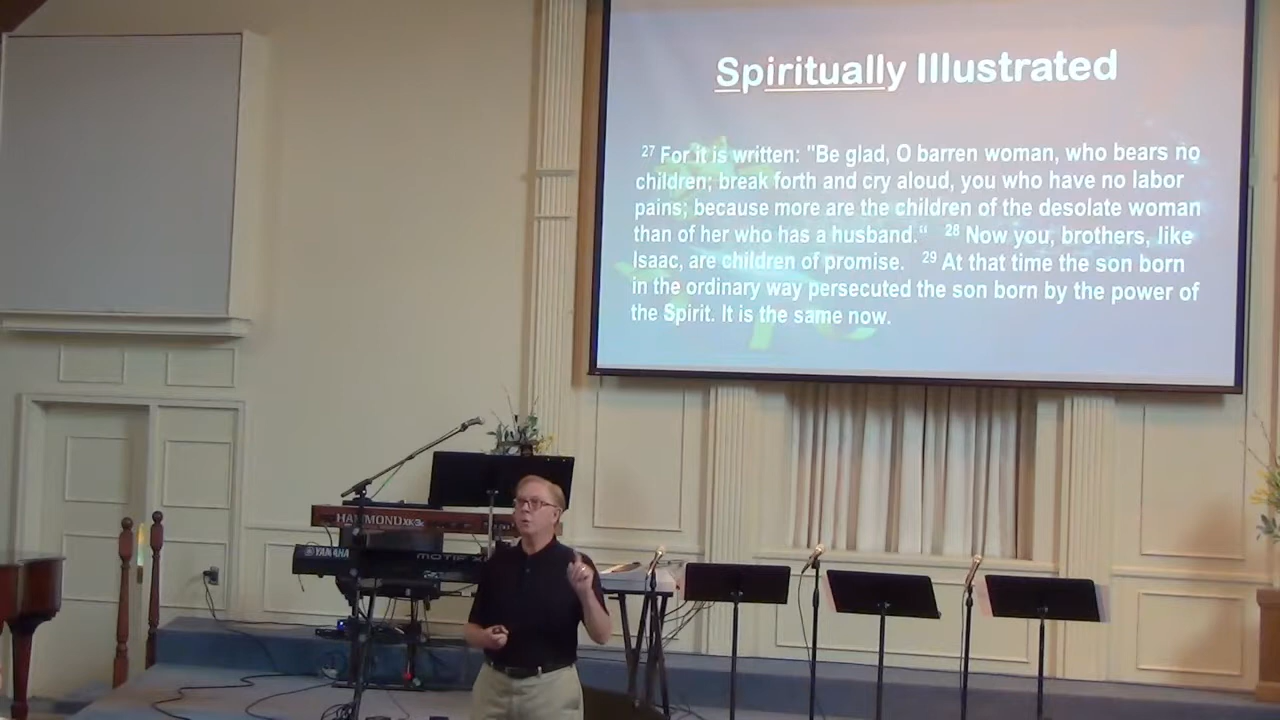 Spiritually Illustrated
27 For it is written: "Be glad, O barren woman, who bears no
children; break forth and cry aloud, you who have no labor
pains; because more are the children of the desolate woman
than of her who has a husband." 28 Now you, brothers, like
Isaac, are children of promise. 29 At that time the son born
in the ordinary way persecuted the son born by the power of
the Spirit. It is the same now.
HAMMOND XK-3c
YAMAHA
MOTIF